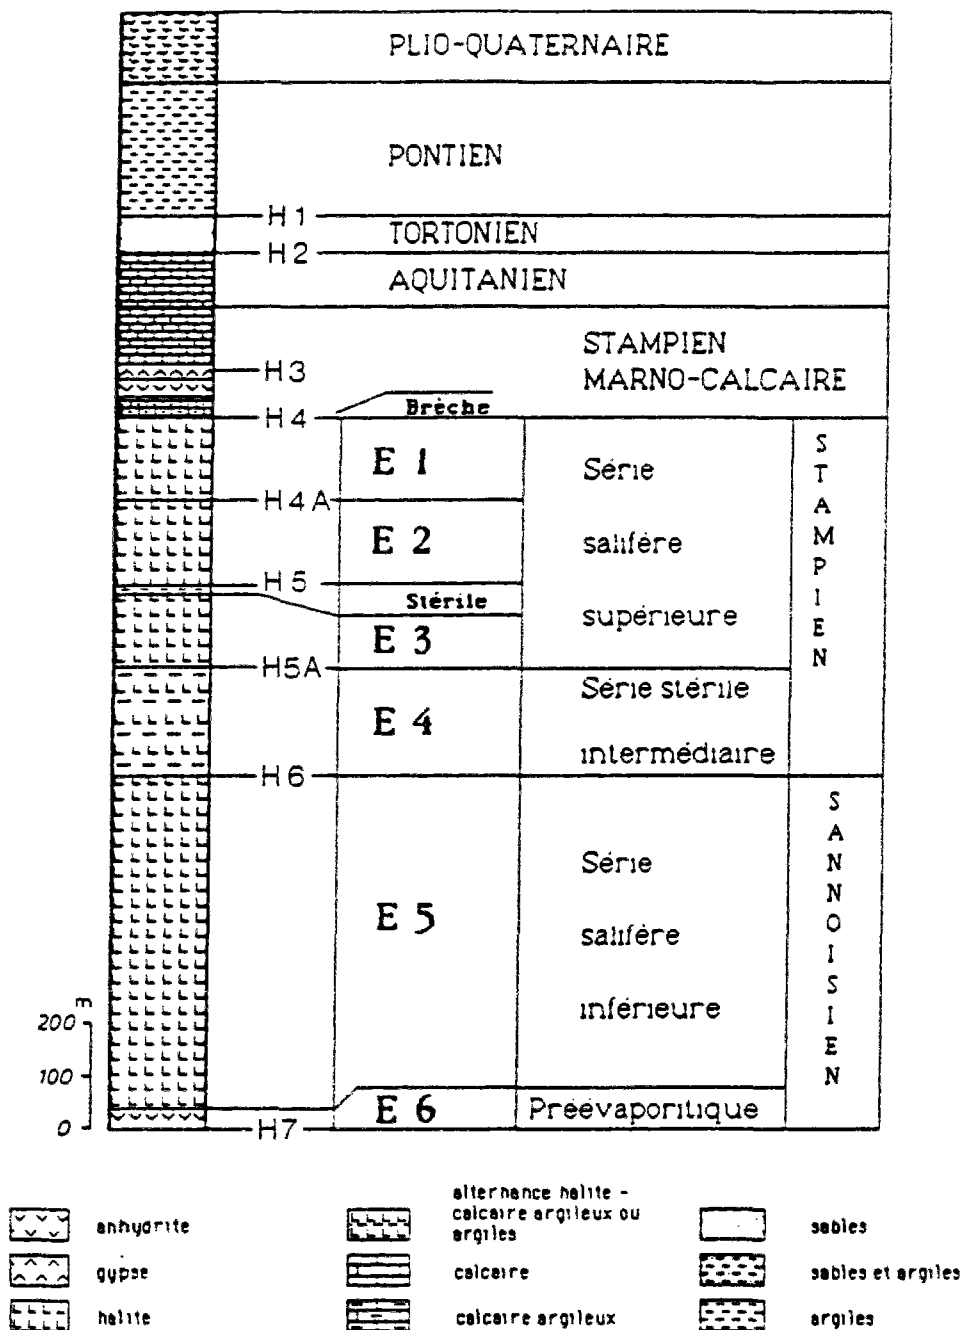 PLIO-QUATERNAIRE
PONTIEN
H1
TORTONIEN
H2
AQUITANIEN
STAMPIEN
MARNO-CALCAIRE
H3
Brèche
H4
E 1
Série
H4A
E 2
salifère
H5
Stérile
supérieure
E 3
H5A
STAMPIEN
Série stérile
E 4
intermédiaire
H6
Série
E 5
salifère
inférieure
SANNOISIEN
m
200
100
0
E 6
Préévaporitique
H7
anhydrite
alternance halite -
calcaire argileux ou
argiles
sables
gypse
calcaire
sables et argiles
halite
calcaire argileux
argiles